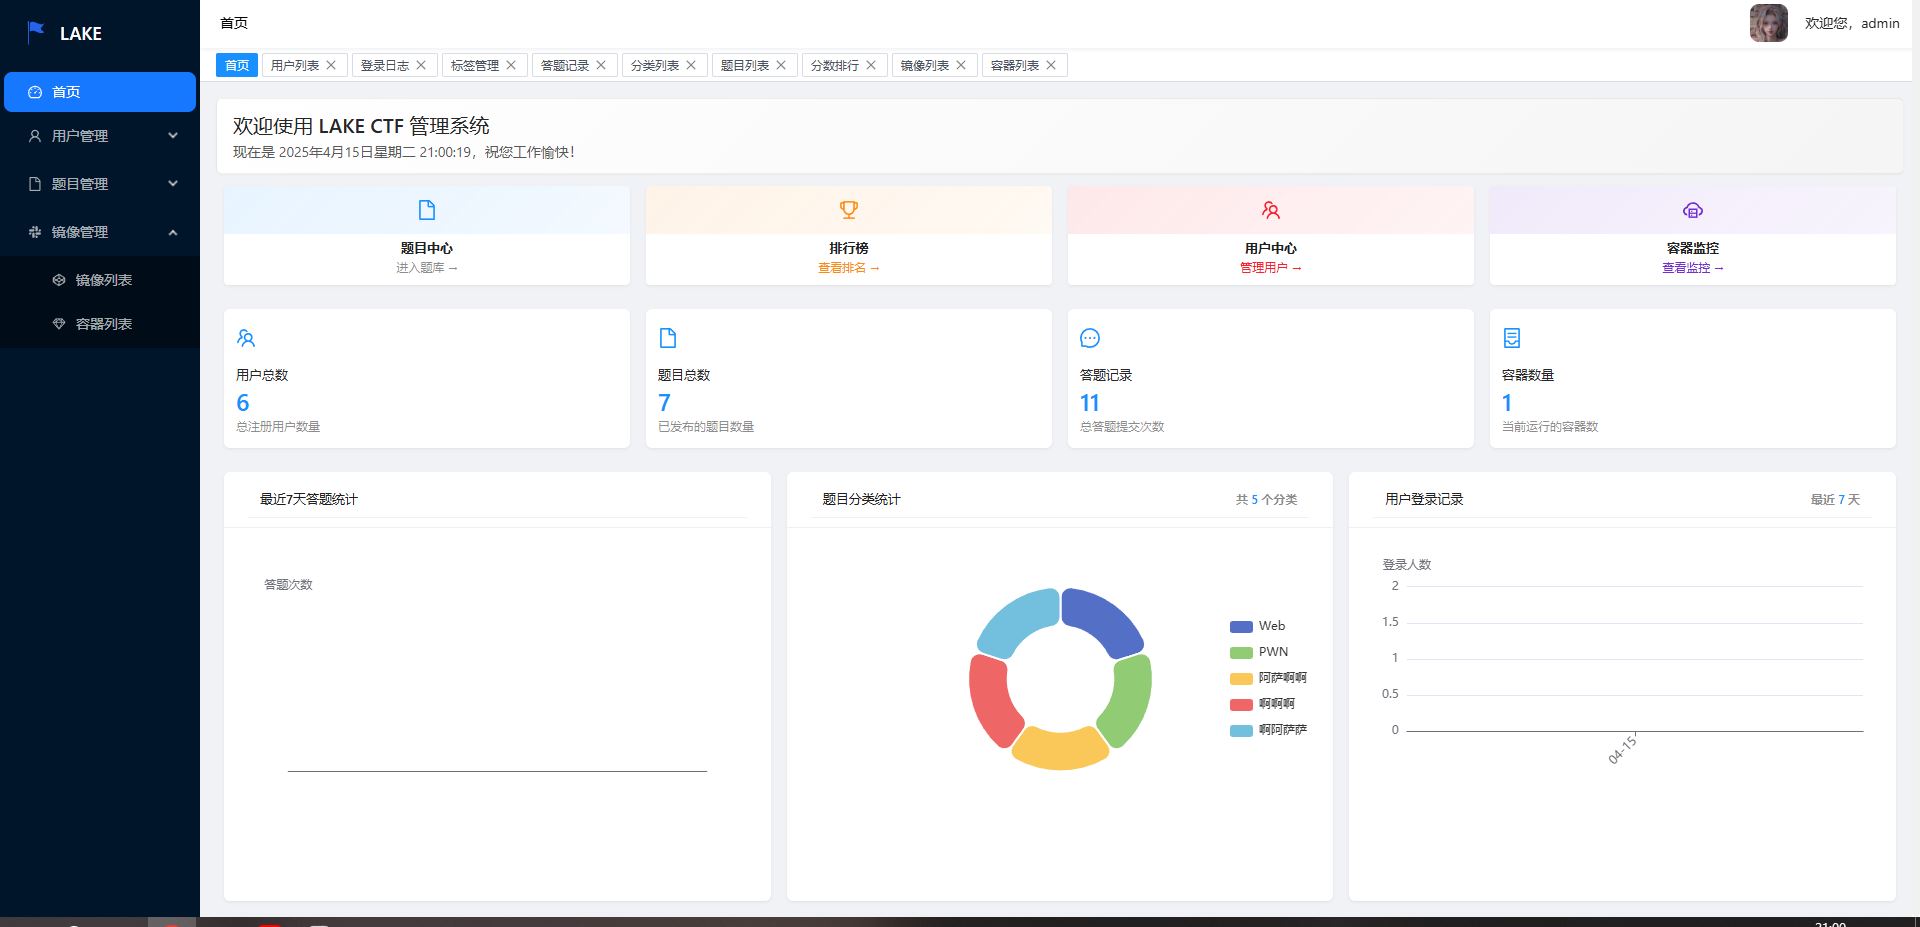 LAKE
首页
用户管理
题目管理
镜像管理
镜像列表
容器列表
首页
欢迎您，admin
首页 用户列表 登录日志 标签管理 答题记录 分类列表 题目列表 分数排行 镜像列表 容器列表
欢迎使用 LAKE CTF 管理系统
现在是 2025年4月15日星期二 21:00:19，祝您工作愉快！
题目中心
进入题库 →
排行榜
查看排名 →
用户中心
管理用户 →
容器监控
查看监控 →
用户总数
6
总注册用户数量
题目总数
7
已发布的题目数量
答题记录
11
总答题提交次数
容器数量
1
当前运行的容器数
最近7天答题统计
答题次数
题目分类统计
共 5 个分类
Web
PWN
阿萨啊啊
啊啊啊
啊阿萨萨
用户登录记录
最近 7 天
登录人数
2
1.5
1
0.5
0
04-15
21:00